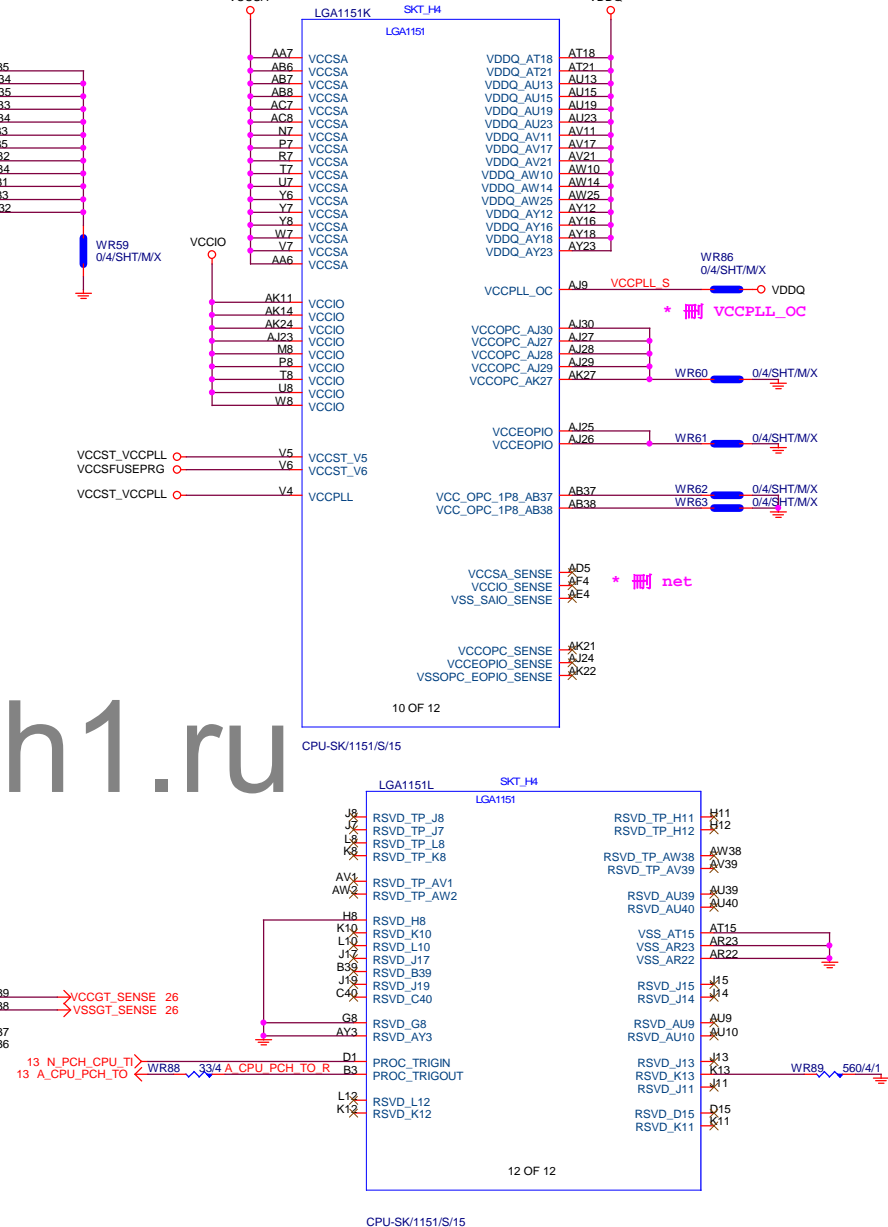 LGA1151K SKT_H4
LGA1151
AA7 VCCSA VDDQ_AT18 AT18
AB6 VCCSA VDDQ_AT21 AT21
AB7 VCCSA VDDQ_AU13 AU13
AB8 VCCSA VDDQ_AU15 AU15
AC7 VCCSA VDDQ_AU19 AU19
AC8 VCCSA VDDQ_AU23 AU23
N7 VCCSA VDDQ_AV11 AV11
P7 VCCSA VDDQ_AV17 AV17
R7 VCCSA VDDQ_AV21 AV21
T7 VCCSA VDDQ_AW10 AW10
U7 VCCSA VDDQ_AW14 AW14
Y6 VCCSA VDDQ_AW25 AW25
Y7 VCCSA VDDQ_AY12 AY12
Y8 VCCSA VDDQ_AY16 AY16
W7 VCCSA VDDQ_AY18 AY18
V7 VCCSA VDDQ_AY23 AY23
AA6 VCCSA
WR59
0/4/SHT/M/X
VCCIO
WR86
0/4/SHT/M/X
VCCPLL_OC AJ9 VCCPLL_S VDDQ
* 刪 VCCPLL_OC
AK11 VCCIO
AK14 VCCIO
AK24 VCCIO
AJ23 VCCIO
M8 VCCIO
P8 VCCIO
T8 VCCIO
U8 VCCIO
W8 VCCIO
VCCOPC_AJ30 AJ30
VCCOPC_AJ27 AJ27
VCCOPC_AJ28 AJ28
VCCOPC_AJ29 AJ29
VCCOPC_AK27 AK27 WR60 0/4/SHT/M/X
VCCEOPIO AJ25
VCCEOPIO AJ26 WR61 0/4/SHT/M/X
VCCST_VCCPLL V5 VCCST_V5
VCCSFUSEPRG V6 VCCST_V6
VCCST_VCCPLL V4 VCCPLL
VCC_OPC_1P8_AB37 AB37 WR62 0/4/SHT/M/X
VCC_OPC_1P8_AB38 AB38 WR63 0/4/SHT/M/X
VCCSA_SENSE AD5
VCCIO_SENSE AF4 * 刪 net
VSS_SAIO_SENSE AE4
VCCOPC_SENSE AK21
VCCEOPIO_SENSE AJ24
VSSOPC_EOPIO_SENSE AK22
10 OF 12
CPU-SK/1151/S/15
h1.ru
LGA1151L SKT_H4
LGA1151
J8 RSVD_TP_J8 RSVD_TP_H11 H11
J7 RSVD_TP_J7 RSVD_TP_H12 H12
L8 RSVD_TP_L8
K8 RSVD_TP_K8 RSVD_TP_AW38 AW38
RSVD_TP_AV39 AV39
AV1 RSVD_TP_AV1
AW2 RSVD_TP_AW2 RSVD_AU39 AU39
RSVD_AU40 AU40
H8 RSVD_H8
K10 RSVD_K10 VSS_AT15 AT15
L10 RSVD_L10 VSS_AR23 AR23
J17 RSVD_J17 VSS_AR22 AR22
B39 RSVD_B39
J19 RSVD_J19 RSVD_J15 J15
C40 RSVD_C40 RSVD_J14 J14
VCCGT_SENSE 26
VSSGT_SENSE 26
G8 RSVD_G8 RSVD_AU9 AU9
AY3 RSVD_AY3 RSVD_AU10 AU10
13 N_PCH_CPU_TI D1 PROC_TRIGIN RSVD_J13 J13
13 A_CPU_PCH_TO WR88 33/4 A_CPU_PCH_TO_R B3 PROC_TRIGOUT RSVD_K13 K13 WR89 560/4/1
RSVD_J11 J11
L12 RSVD_L12
K12 RSVD_K12 RSVD_D15 D15
RSVD_K11 K11
12 OF 12
CPU-SK/1151/S/15